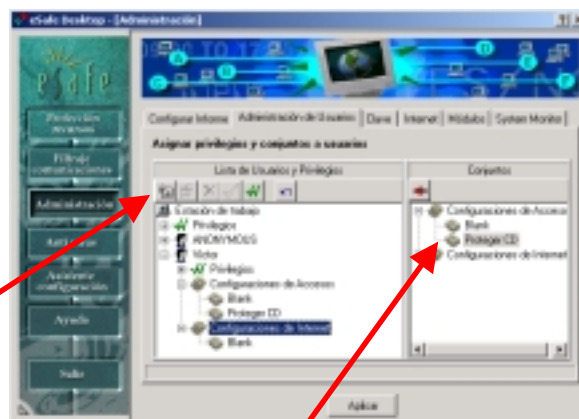 eSafe Desktop - [Administración]
eSafe
Protección recursos
Filtraje comunicaciones
Administración
Antivirus
Asistente configuración
Ayuda
Salir
A
B
C
D
E
F
Configurar Informe
Administración de Usuarios
Clave
Internet
Módulos
System Monitor
Asignar privilegios y conjuntos a usuarios
Lista de Usuarios y Privilegios
Estación de trabajo
Privilegios
ANONYMOUS
Victor
Privilegios
Configuraciones de Accesos
Blank
Proteger CD
Configuraciones de Internet
Blank
Conjuntos
Configuraciones de Acceso
Blank
Proteger CD
Configuraciones de Internet
Aplicar